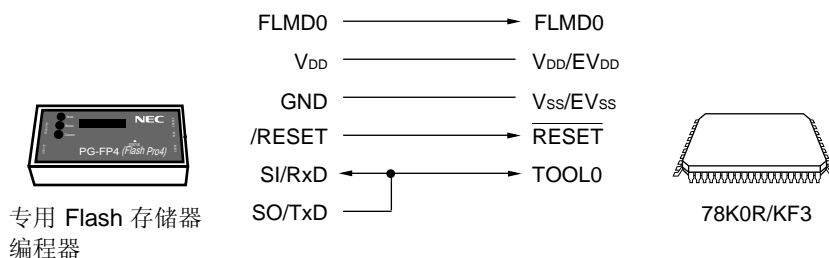 FLMD0 FLMD0
VDD VDD/EVDD
GND VSS/EVSS
/RESET RESET
SI/RxD TOOL0
SO/TxD
NEC
PG-FP4 (Flash Pro4)
专用 Flash 存储器
编程器
78K0R/KF3